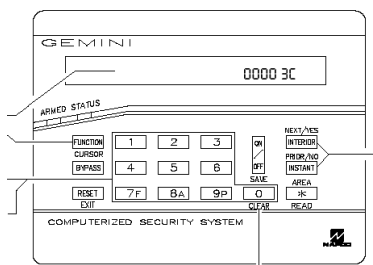 GEMINI
0000 3C
ARMED STATUS
NEXT/YES
FUNCTION 1 2 3 ON INTERIOR
CURSOR PRIOR/NO
BYPASS 4 5 6 OFF INSTANT
SAVE AREA
RESET 7F 8A 9P 0 *
EXIT CLEAR READ
COMPUTERIZED SECURITY SYSTEM
NAPCO